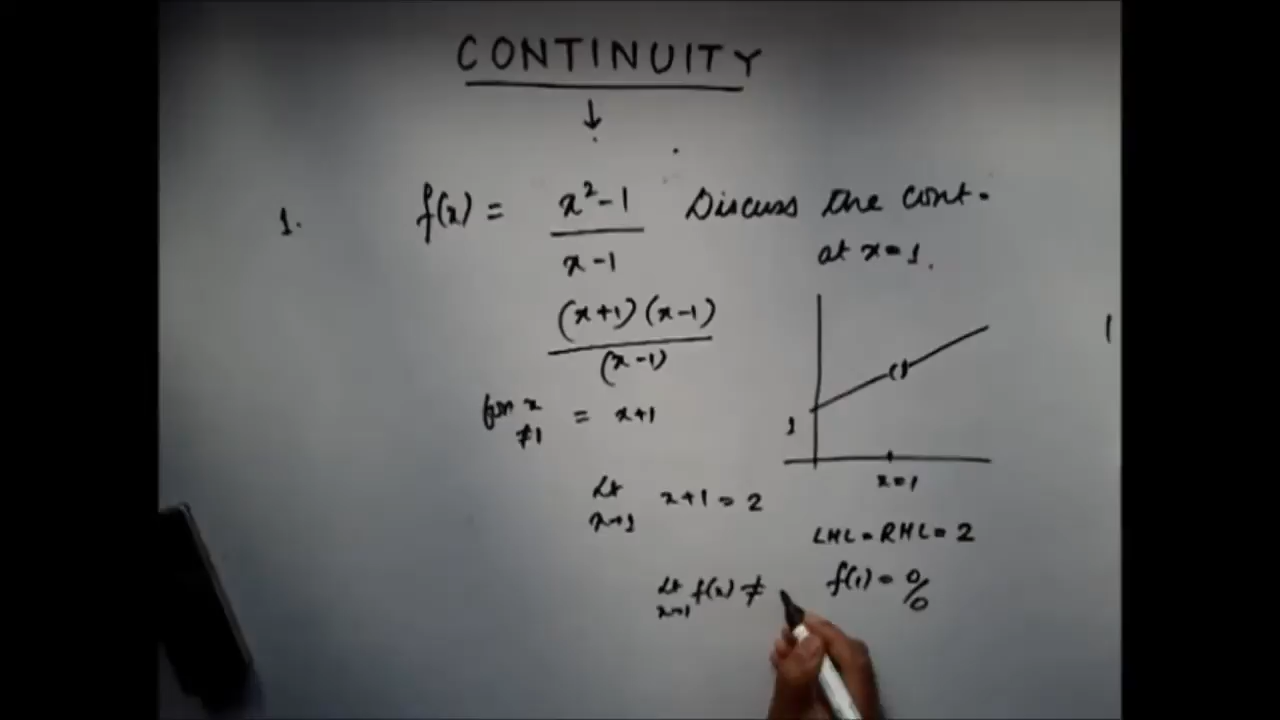 CONTINUITY
↓
1. f(x) = x²-1 Discuss the cont.
x-1 at x=1.
(x+1)(x-1)
(x-1)
for x = x+1
≠1
1
x=1
Lt x+1 = 2
x→1
LHL = RHL = 2
Lt f(x) ≠ f(1) = 0/0
x→1